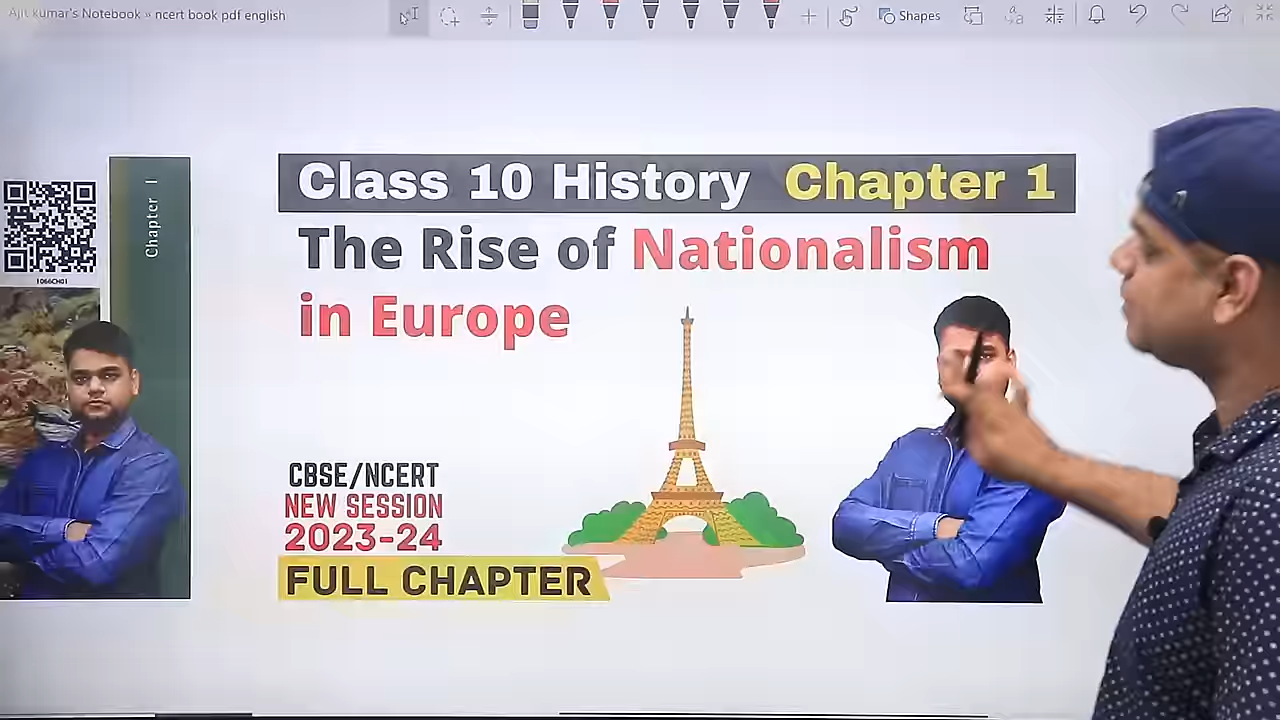 Ajit kumar's Notebook » ncert book pdf english
Shapes
1066CH01
Chapter I
Class 10 History Chapter 1
The Rise of Nationalism
in Europe
CBSE/NCERT
NEW SESSION
2023-24
FULL CHAPTER